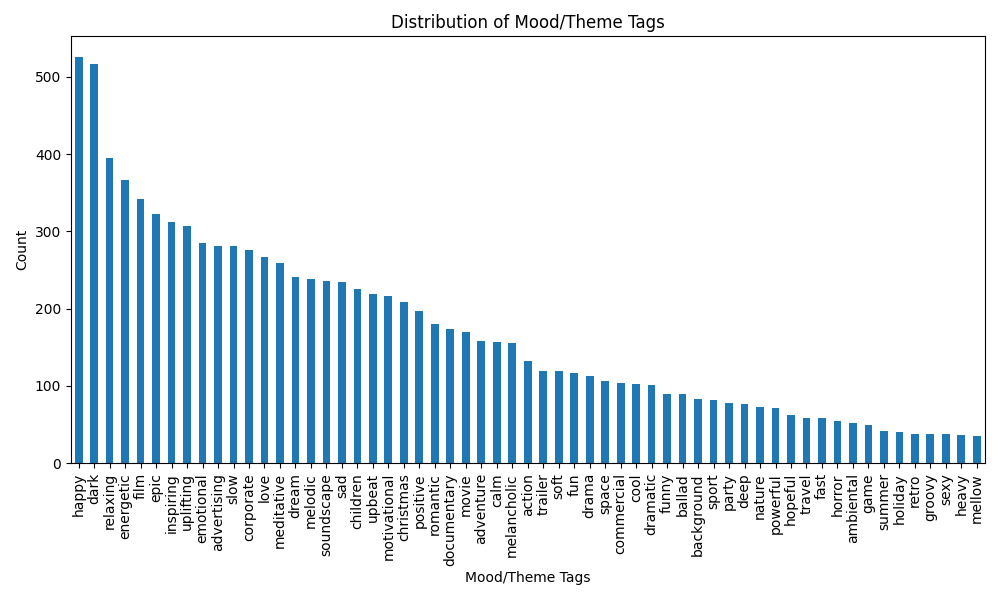 Distribution of Mood/Theme Tags
500
400
300
200
100
0
Count
happy
dark
relaxing
energetic
film
epic
inspiring
uplifting
emotional
advertising
slow
corporate
love
meditative
dream
melodic
soundscape
sad
children
upbeat
motivational
christmas
positive
romantic
documentary
movie
adventure
calm
melancholic
action
trailer
soft
fun
drama
space
commercial
cool
dramatic
funny
ballad
background
sport
party
deep
nature
powerful
hopeful
travel
fast
horror
ambiental
game
summer
holiday
retro
groovy
sexy
heavy
mellow
Mood/Theme Tags